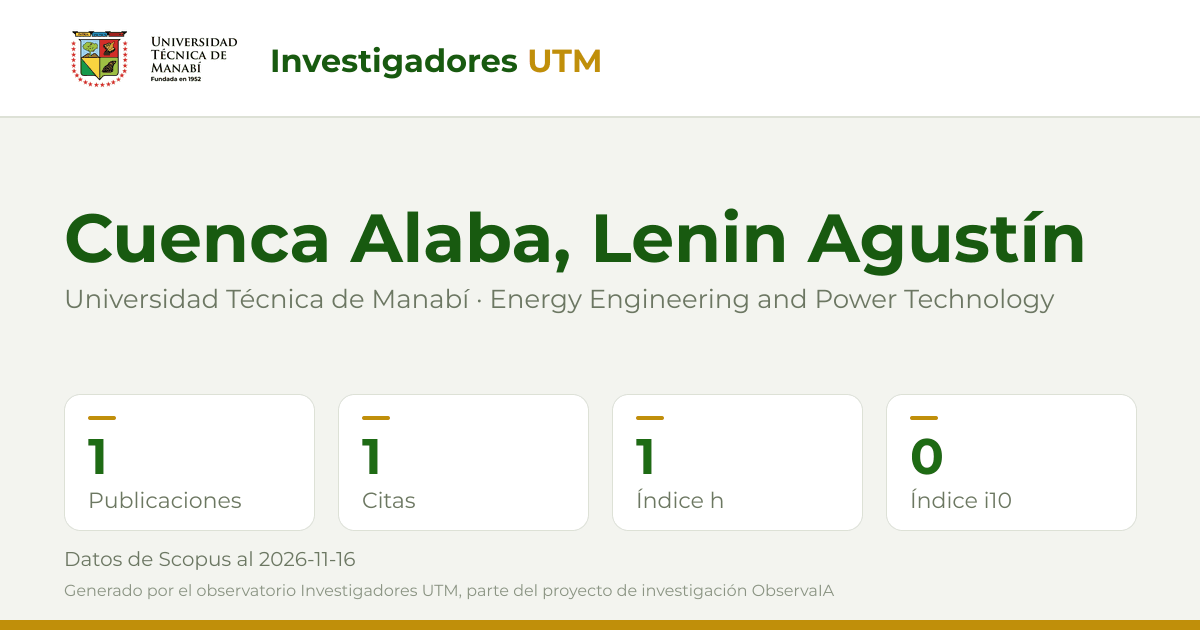 UNIVERSIDAD
TÉCNICA DE
MANABÍ
Fundada en 1952
Investigadores UTM
Cuenca Alaba, Lenin Agustín
Universidad Técnica de Manabí · Energy Engineering and Power Technology
1
Publicaciones
1
Citas
1
Índice h
0
Índice i10
Datos de Scopus al 2026-11-16
Generado por el observatorio Investigadores UTM, parte del proyecto de investigación ObservaIA